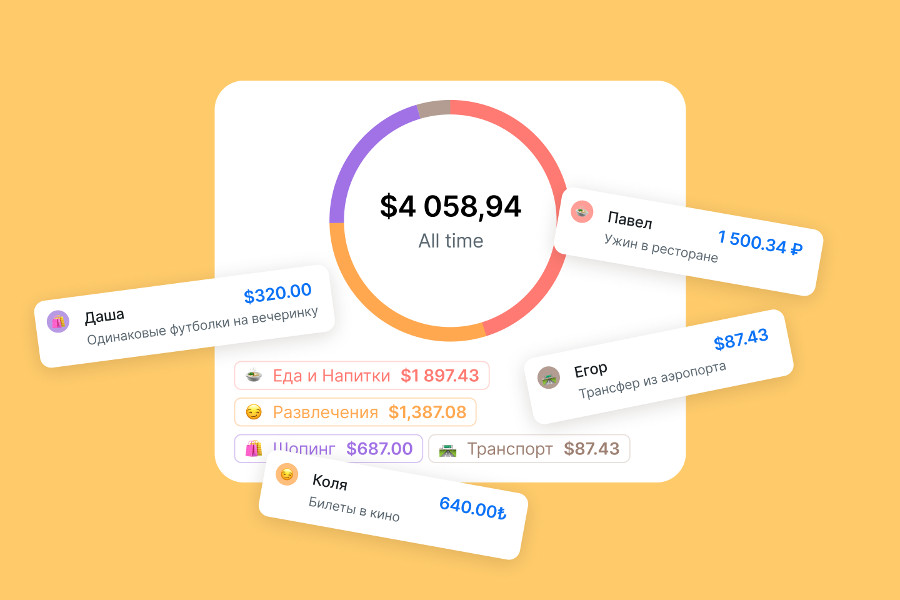 $4 058,94
All time
Павел
1 500.34 ₽
Ужин в ресторане
Даша
$320.00
Одинаковые футболки на вечеринку
Егор
$87.43
Трансфер из аэропорта
Еда и Напитки $1 897.43
Развлечения $1,387.08
Шопинг $687.00 Транспорт $87.43
Коля
640.00₺
Билеты в кино